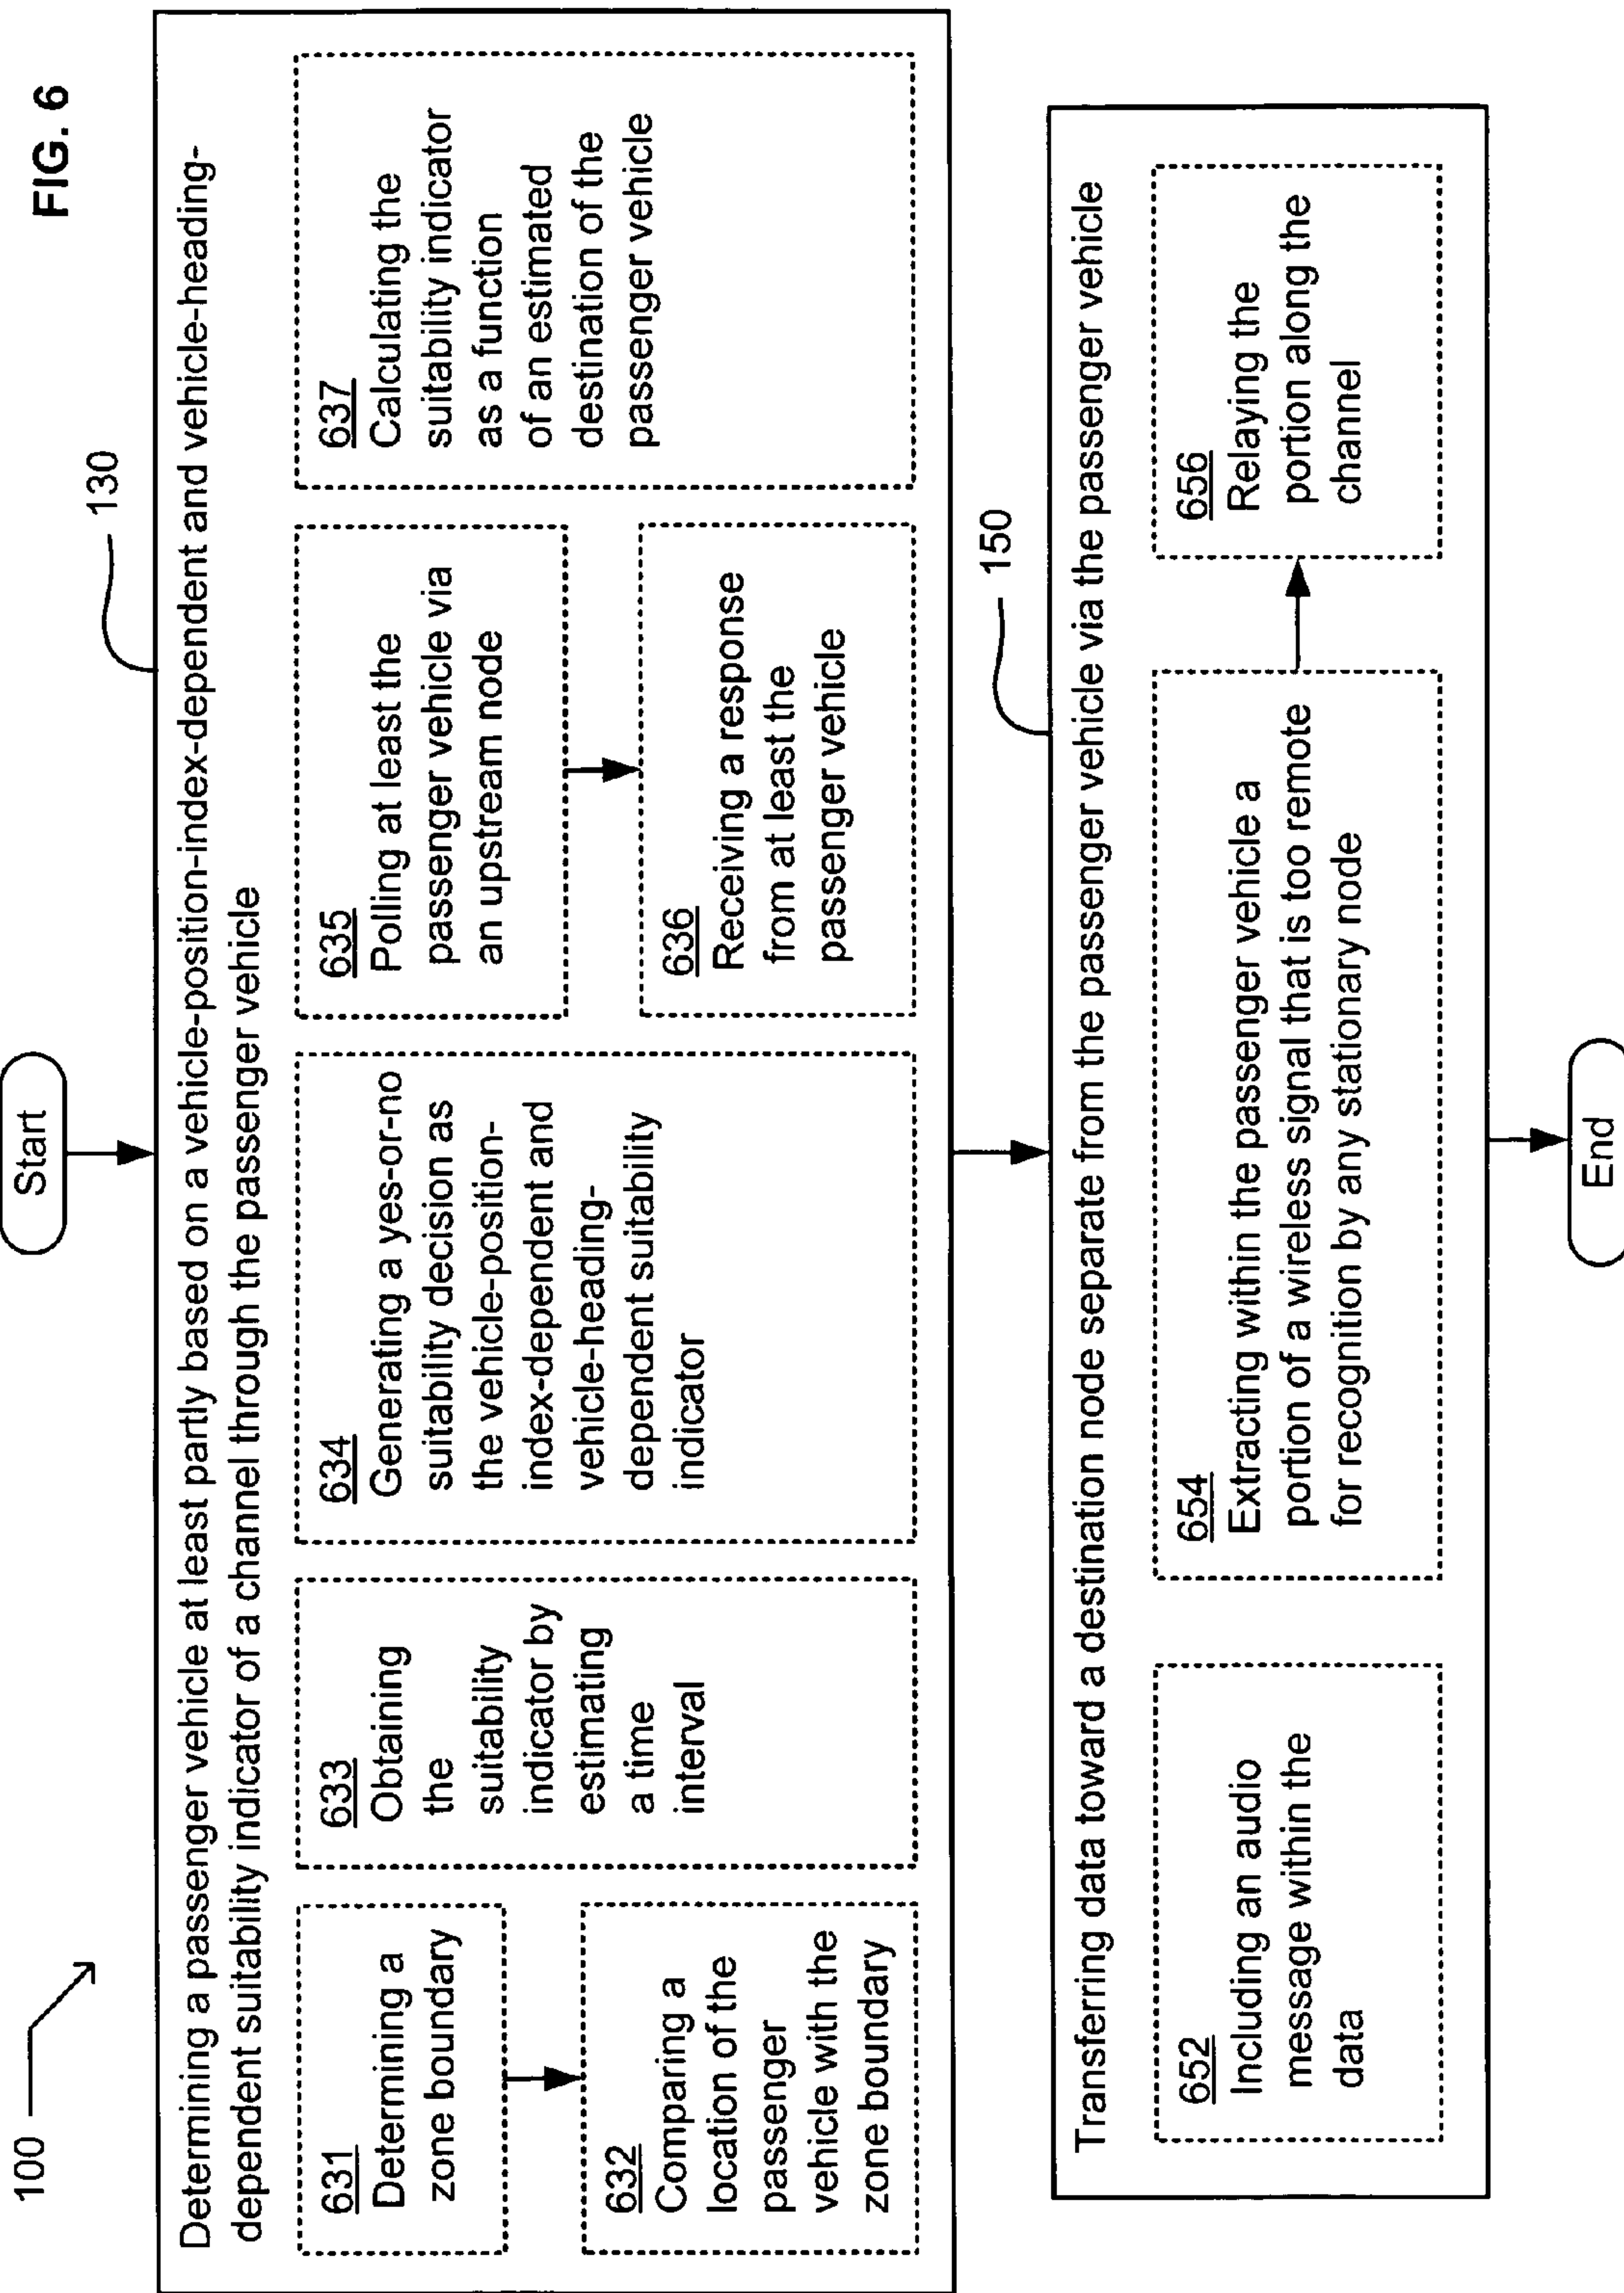 FIG. 6
100
Start
130
Determining a passenger vehicle at least partly based on a vehicle-position-index-dependent and vehicle-heading-
dependent suitability indicator of a channel through the passenger vehicle
631
Determining a
zone boundary
632
Comparing a
location of the
passenger
vehicle with the
zone boundary
633
Obtaining
the
suitability
indicator by
estimating
a time
interval
634
Generating a yes-or-no
suitability decision as
the vehicle-position-
index-dependent and
vehicle-heading-
dependent suitability
indicator
635
Polling at least the
passenger vehicle via
an upstream node
636
Receiving a response
from at least the
passenger vehicle
637
Calculating the
suitability indicator
as a function
of an estimated
destination of the
passenger vehicle
150
Transferring data toward a destination node separate from the passenger vehicle via the passenger vehicle
652
Including an audio
message within the
data
654
Extracting within the passenger vehicle a
portion of a wireless signal that is too remote
for recognition by any stationary node
656
Relaying the
portion along the
channel
End